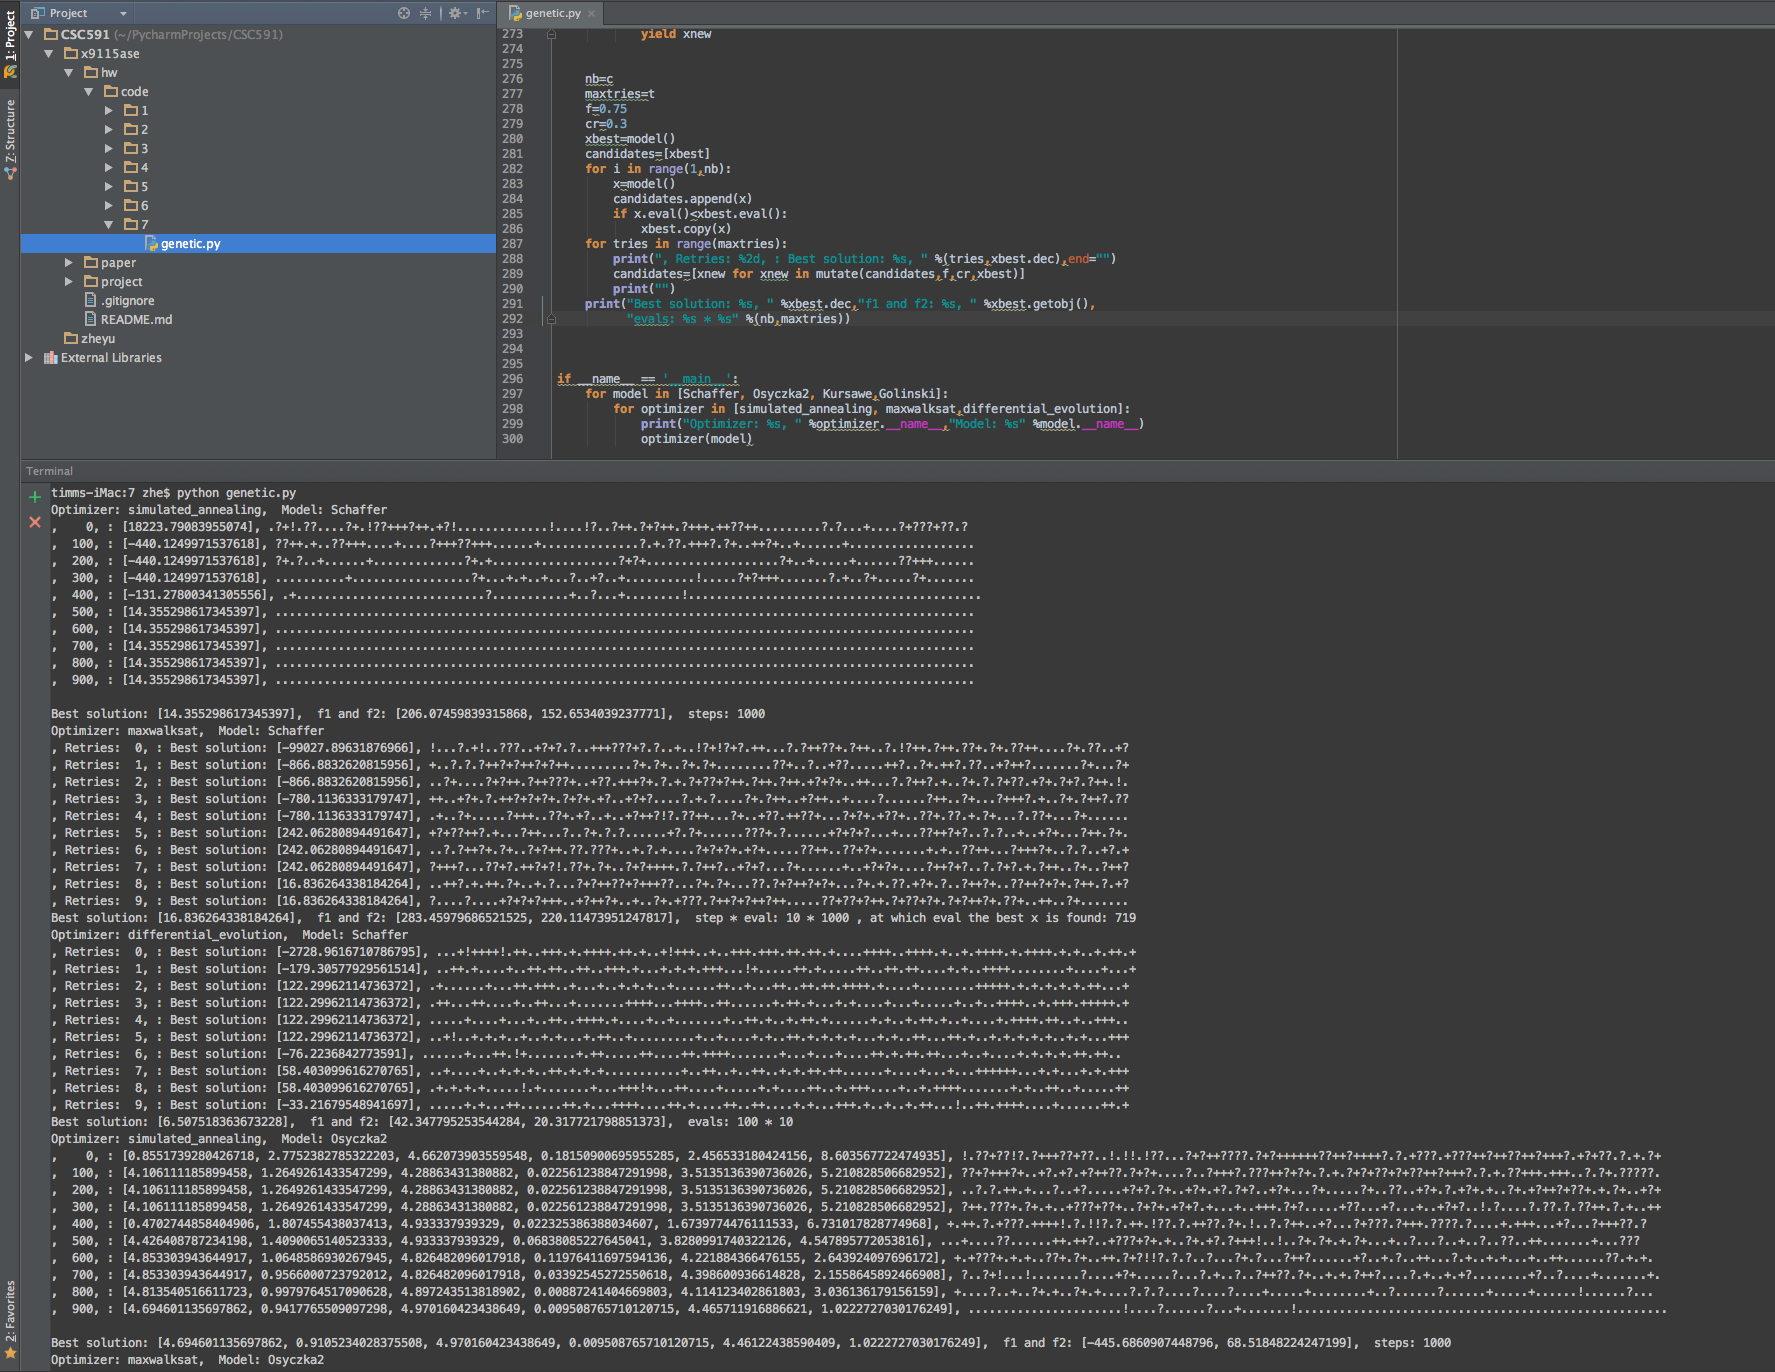 Project
genetic.py
1: Project
Z: Structure
2: Favorites
CSC591 (~/PycharmProjects/CSC591)
x9115ase
hw
code
1
2
3
4
5
6
7
genetic.py
paper
project
.gitignore
README.md
zheyu
External Libraries
273 yield xnew
274
275
276 nb=c
277 maxtries=t
278 f=0.75
279 cr=0.3
280 xbest=model()
281 candidates=[xbest]
282 for i in range(1,nb):
283 x=model()
284 candidates.append(x)
285 if x.eval()<xbest.eval():
286 xbest.copy(x)
287 for tries in range(maxtries):
288 print(", Retries: %2d, : Best solution: %s, " %(tries,xbest.dec),end="")
289 candidates=[xnew for xnew in mutate(candidates,f,cr,xbest)]
290 print("")
291 print("Best solution: %s, " %xbest.dec,"f1 and f2: %s, " %xbest.getobj(),
292 "evals: %s * %s" %(nb,maxtries))
293
294
295
296 if __name__ == '__main__':
297 for model in [Schaffer, Osyczka2, Kursawe,Golinski]:
298 for optimizer in [simulated_annealing, maxwalksat,differential_evolution]:
299 print("Optimizer: %s, " %optimizer.__name__,"Model: %s" %model.__name__)
300 optimizer(model)
Terminal
timms-iMac:7 zhe$ python genetic.py
Optimizer: simulated_annealing, Model: Schaffer
, 0, : [18223.79083955074],
, 100, : [-440.1249971537618],
, 200, : [-440.1249971537618],
, 300, : [-440.1249971537618],
, 400, : [-131.27800341305556],
, 500, : [14.355298617345397],
, 600, : [14.355298617345397],
, 700, : [14.355298617345397],
, 800, : [14.355298617345397],
, 900, : [14.355298617345397],
Best solution: [14.355298617345397], f1 and f2: [206.07459839315868, 152.6534039237771], steps: 1000
Optimizer: maxwalksat, Model: Schaffer
, Retries: 0, : Best solution: [-99027.89631876966],
, Retries: 1, : Best solution: [-866.8832620815956],
, Retries: 2, : Best solution: [-866.8832620815956],
, Retries: 3, : Best solution: [-780.1136333179747],
, Retries: 4, : Best solution: [-780.1136333179747],
, Retries: 5, : Best solution: [242.06280894491647],
, Retries: 6, : Best solution: [242.06280894491647],
, Retries: 7, : Best solution: [242.06280894491647],
, Retries: 8, : Best solution: [16.836264338184264],
, Retries: 9, : Best solution: [16.836264338184264],
Best solution: [16.836264338184264], f1 and f2: [283.45979686521525, 220.11473951247817], step * eval: 10 * 1000 , at which eval the best x is found: 719
Optimizer: differential_evolution, Model: Schaffer
, Retries: 0, : Best solution: [-2728.9616710786795],
, Retries: 1, : Best solution: [-179.30577929561514],
, Retries: 2, : Best solution: [122.29962114736372],
, Retries: 3, : Best solution: [122.29962114736372],
, Retries: 4, : Best solution: [122.29962114736372],
, Retries: 5, : Best solution: [122.29962114736372],
, Retries: 6, : Best solution: [-76.2236842773591],
, Retries: 7, : Best solution: [58.403099616270765],
, Retries: 8, : Best solution: [58.403099616270765],
, Retries: 9, : Best solution: [-33.21679548941697],
Best solution: [6.507518363673228], f1 and f2: [42.347795253544284, 20.317721798851373], evals: 100 * 10
Optimizer: simulated_annealing, Model: Osyczka2
, 0, : [0.8551739280426718, 2.7752382785322203, 4.662073903559548, 0.18150900695955285, 2.456533180424156, 8.603567722474935],
, 100, : [4.106111185899458, 1.2649261433547299, 4.28863431380882, 0.022561238847291998, 3.5135136390736026, 5.210828506682952],
, 200, : [4.106111185899458, 1.2649261433547299, 4.28863431380882, 0.022561238847291998, 3.5135136390736026, 5.210828506682952],
, 300, : [4.106111185899458, 1.2649261433547299, 4.28863431380882, 0.022561238847291998, 3.5135136390736026, 5.210828506682952],
, 400, : [0.4702744858404906, 1.807455438037413, 4.933337939329, 0.022325386388034607, 1.6739774476111533, 6.731017828774968],
, 500, : [4.426408787234198, 1.4090065140523333, 4.933337939329, 0.06838085227645041, 3.8280991740322126, 4.547895772053816],
, 600, : [4.853303943644917, 1.0648586930267945, 4.826482096017918, 0.11976411697594136, 4.221884366476155, 2.643924097696172],
, 700, : [4.853303943644917, 0.9566000723792012, 4.826482096017918, 0.03392545272550618, 4.398600936614828, 2.1558645892466908],
, 800, : [4.813540516611723, 0.9979764517090628, 4.897243513818902, 0.00887241404669803, 4.114123402861803, 3.036136179156159],
, 900, : [4.694601135697862, 0.9417765509097298, 4.970160423438649, 0.009508765710120715, 4.465711916886621, 1.0222727030176249],
Best solution: [4.694601135697862, 0.9105234028375508, 4.970160423438649, 0.009508765710120715, 4.46122438590409, 1.0222727030176249], f1 and f2: [-445.6860907448796, 68.51848224247199], steps: 1000
Optimizer: maxwalksat, Model: Osyczka2